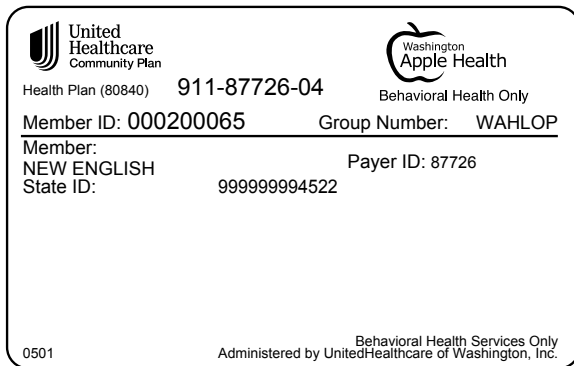 United
Healthcare
Community Plan
Washington
Apple Health
Health Plan (80840) 911-87726-04
Behavioral Health Only
Member ID: 000200065 Group Number: WAHLOP
Member:
NEW ENGLISH
Payer ID: 87726
State ID: 999999994522
Behavioral Health Services Only
0501 Administered by UnitedHealthcare of Washington, Inc.